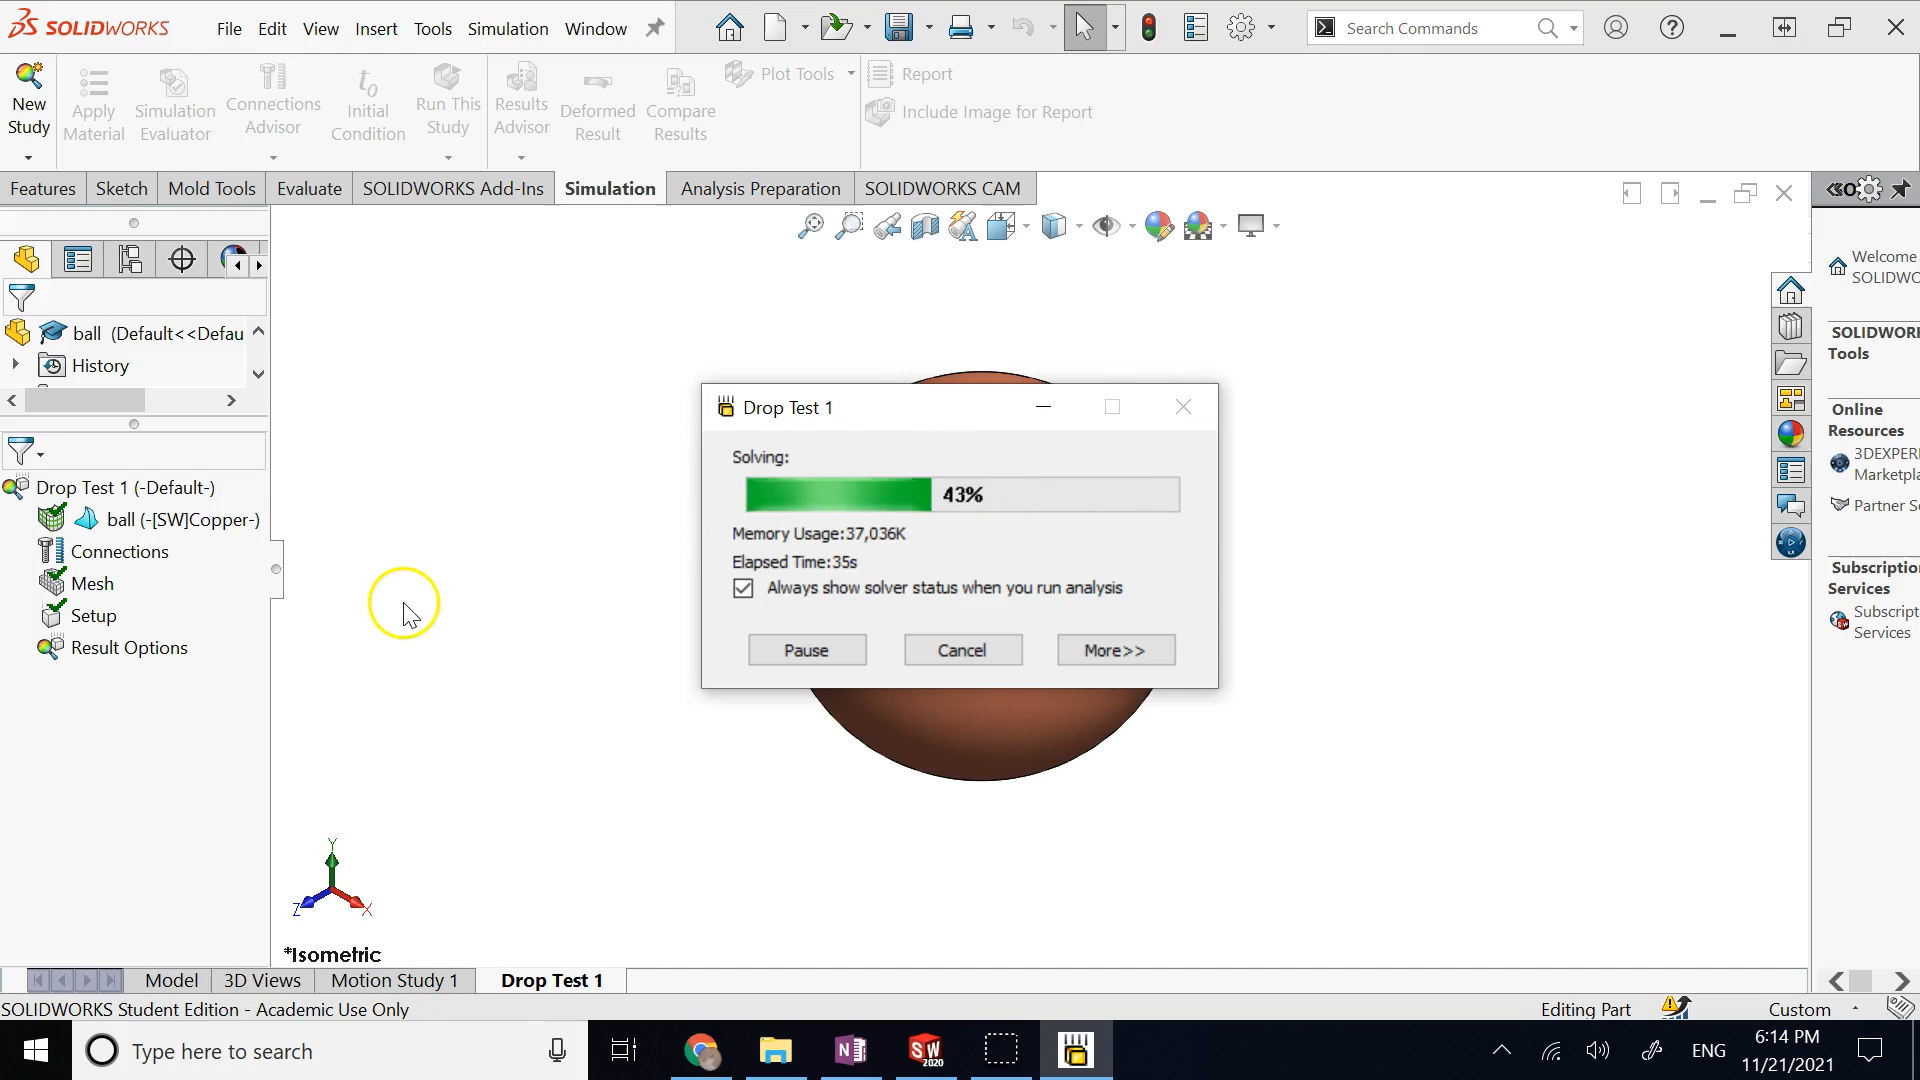 SOLIDWORKS File Edit View Insert Tools Simulation Window Search Commands
New Study
Apply Material
Simulation Evaluator
Connections Advisor
Initial Condition
Run This Study
Results Advisor
Deformed Result
Compare Results
Plot Tools
Report
Include Image for Report
Features Sketch Mold Tools Evaluate SOLIDWORKS Add-Ins Simulation Analysis Preparation SOLIDWORKS CAM
Welcome
SOLIDWO
SOLIDWORK
Tools
Online
Resources
3DEXPERI
Marketpla
Partner So
Subscription
Services
Subscript
Services
ball (Default<<Defau
History
Drop Test 1 (-Default-)
ball (-[SW]Copper-)
Connections
Mesh
Setup
Result Options
Drop Test 1
Solving:
43%
Memory Usage:37,036K
Elapsed Time:35s
Always show solver status when you run analysis
Pause Cancel More>>
Y
Z X
*Isometric
Model 3D Views Motion Study 1 Drop Test 1
SOLIDWORKS Student Edition - Academic Use Only Editing Part Custom
Type here to search
N
SW
2020
ENG
6:14 PM
11/21/2021